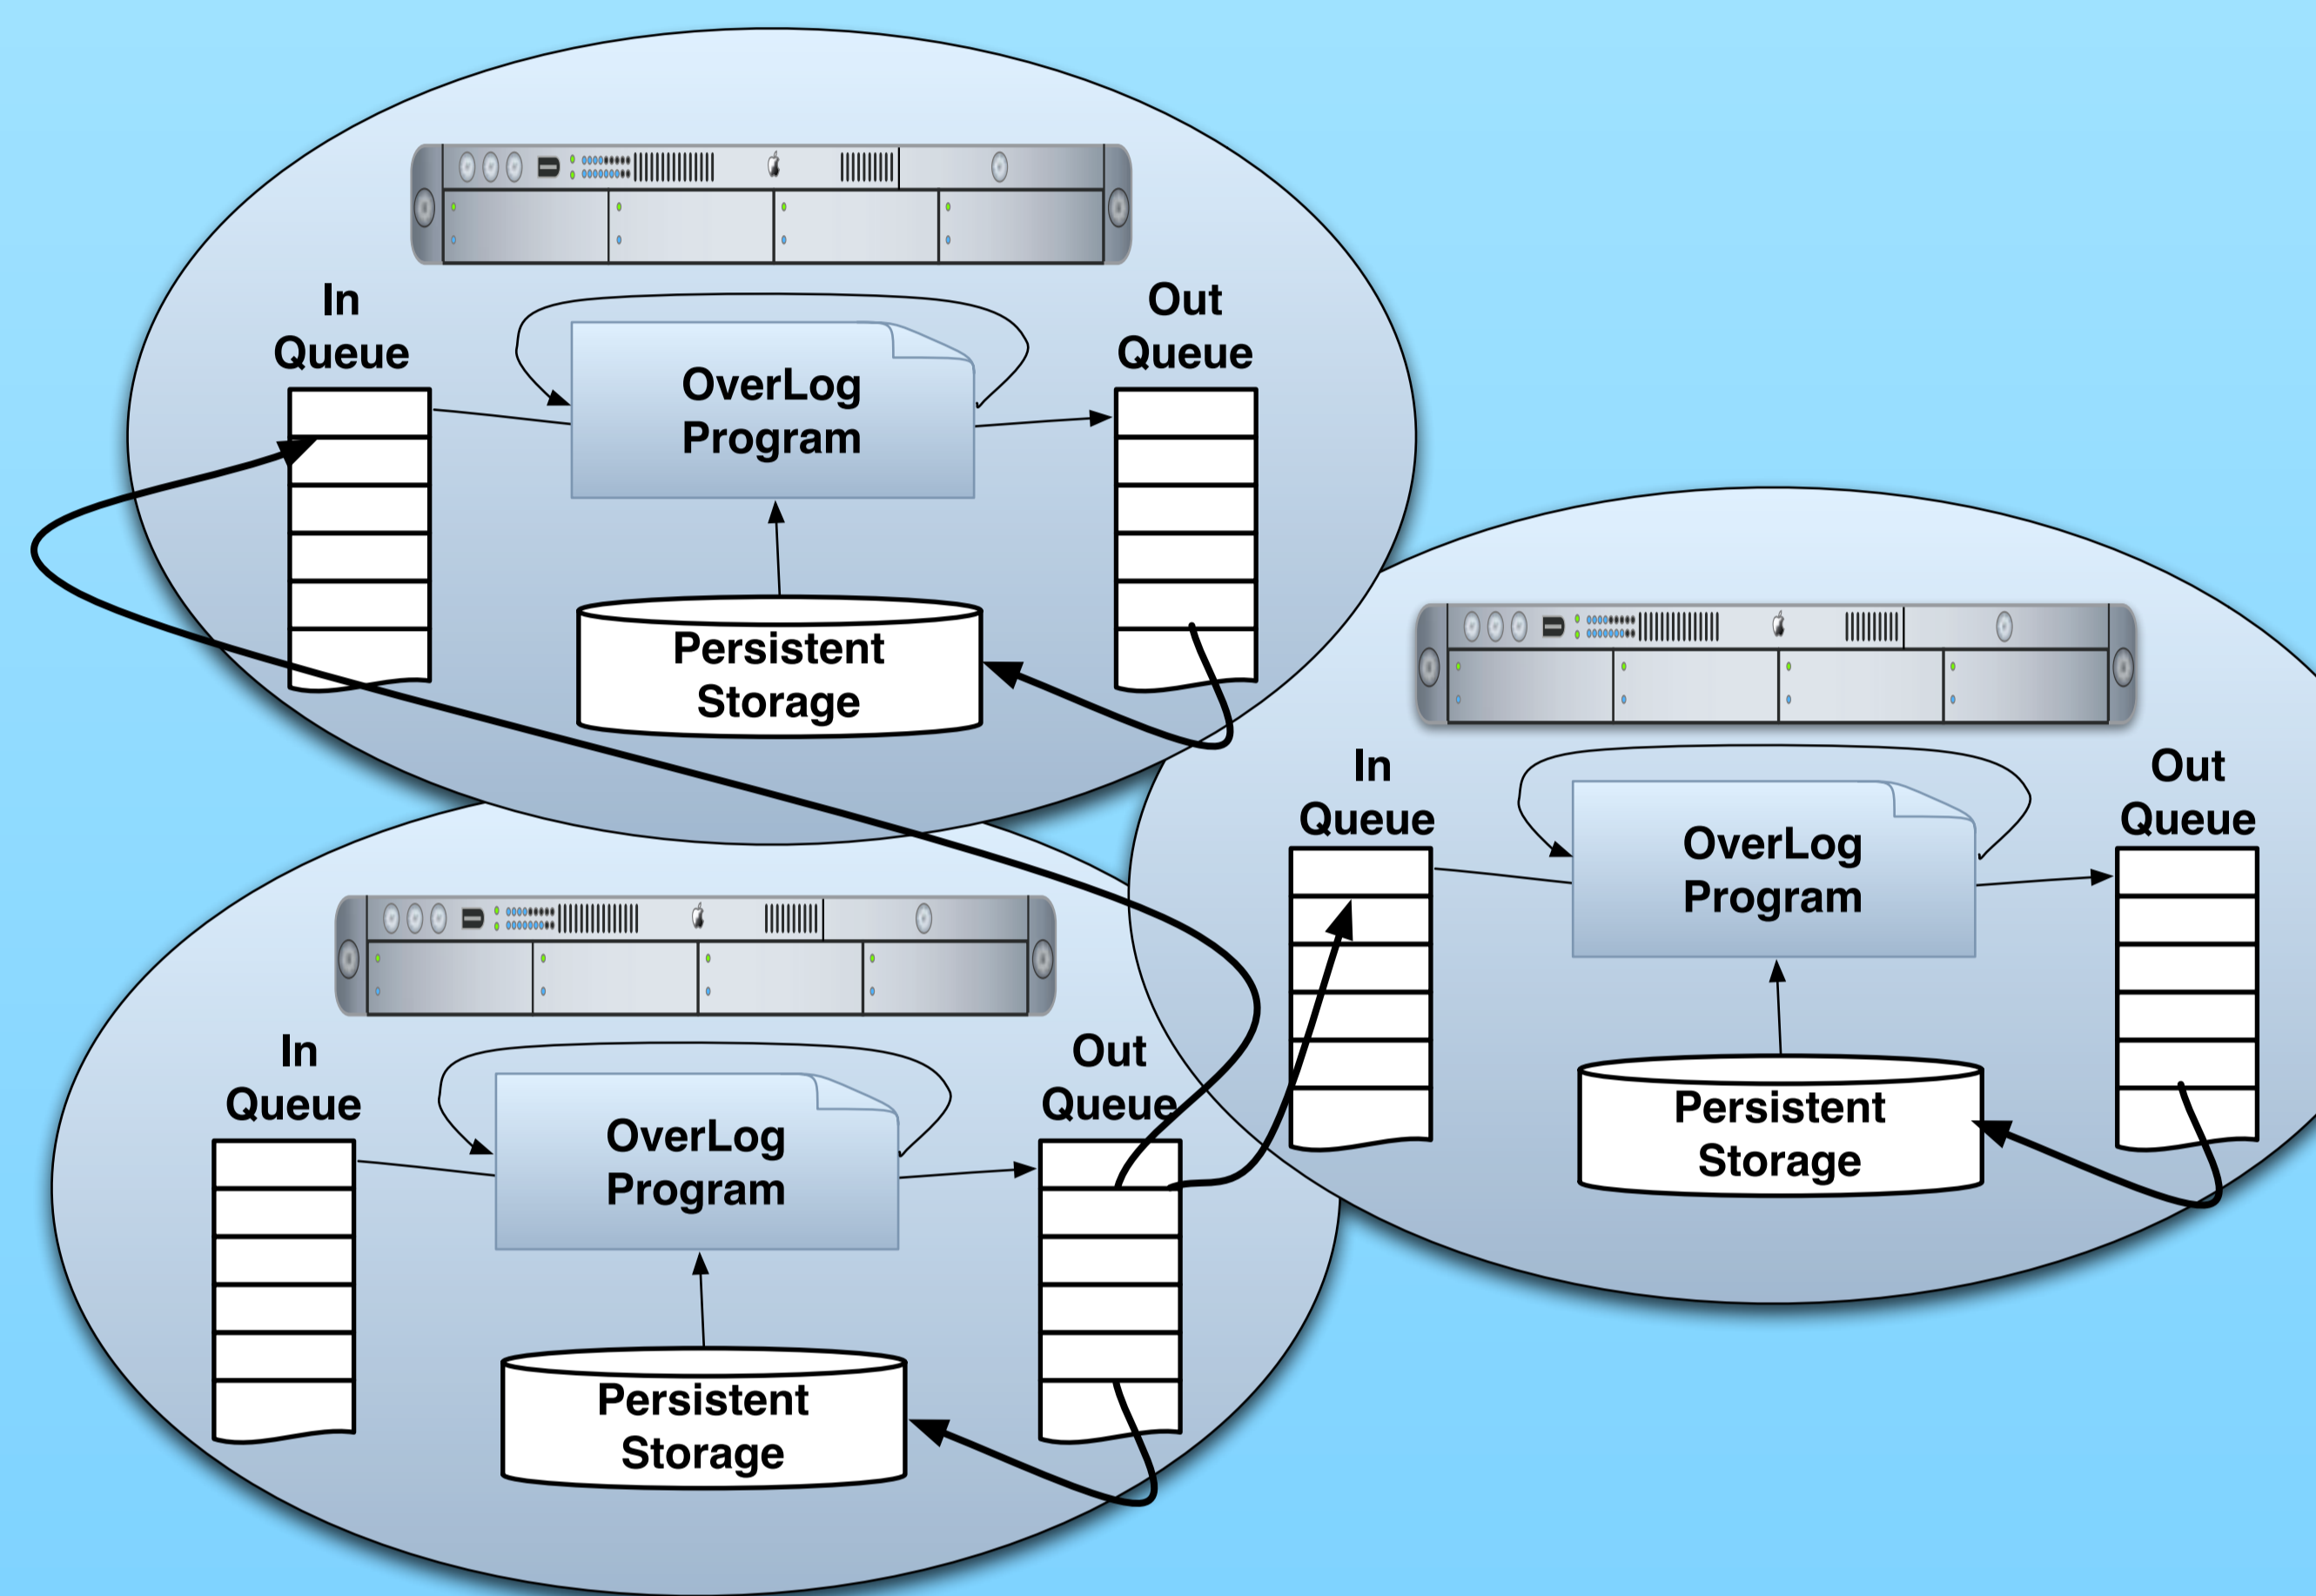 In
Queue
Out
Queue
OverLog
Program
Persistent
Storage
In
Queue
Out
Queue
OverLog
Program
Persistent
Storage
In
Queue
Out
Queue
OverLog
Program
Persistent
Storage